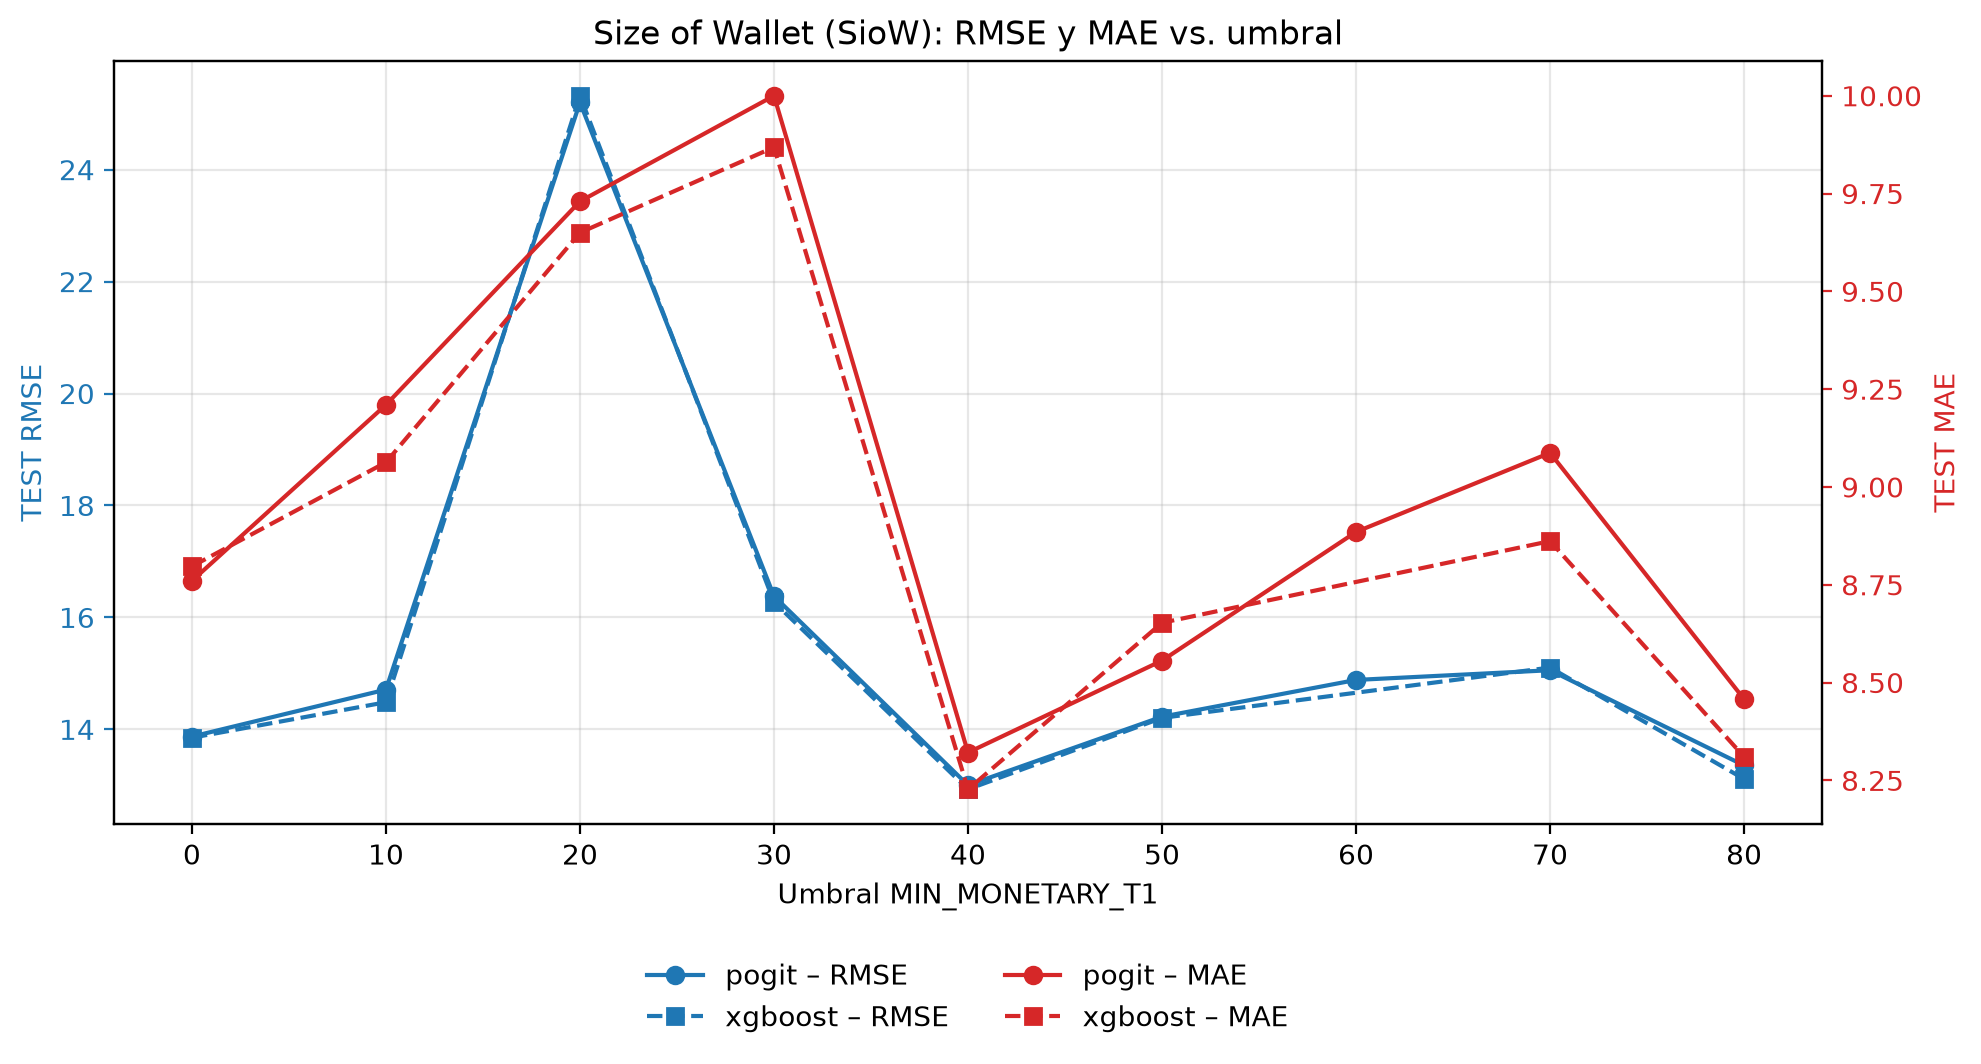 Size of Wallet (SioW): RMSE y MAE vs. umbral
TEST RMSE
24
22
20
18
16
14
10.00
9.75
9.50
9.25
9.00
8.75
8.50
8.25
TEST MAE
0 10 20 30 40 50 60 70 80
Umbral MIN_MONETARY_T1
pogit – RMSE
xgboost – RMSE
pogit – MAE
xgboost – MAE